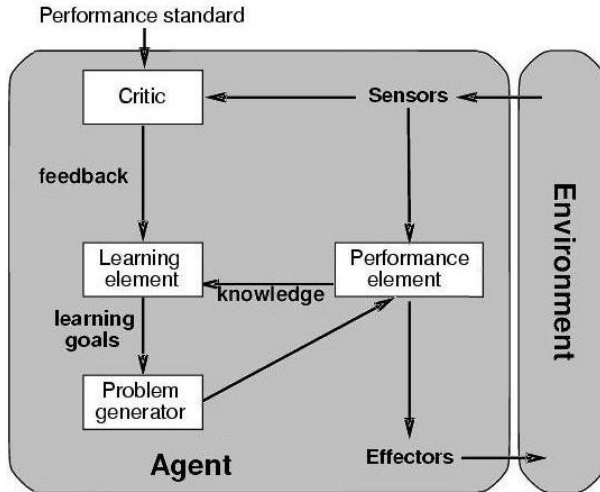 Performance standard
Critic
Sensors
feedback
Learning
element
Performance
element
knowledge
learning
goals
Problem
generator
Agent
Effectors
Environment